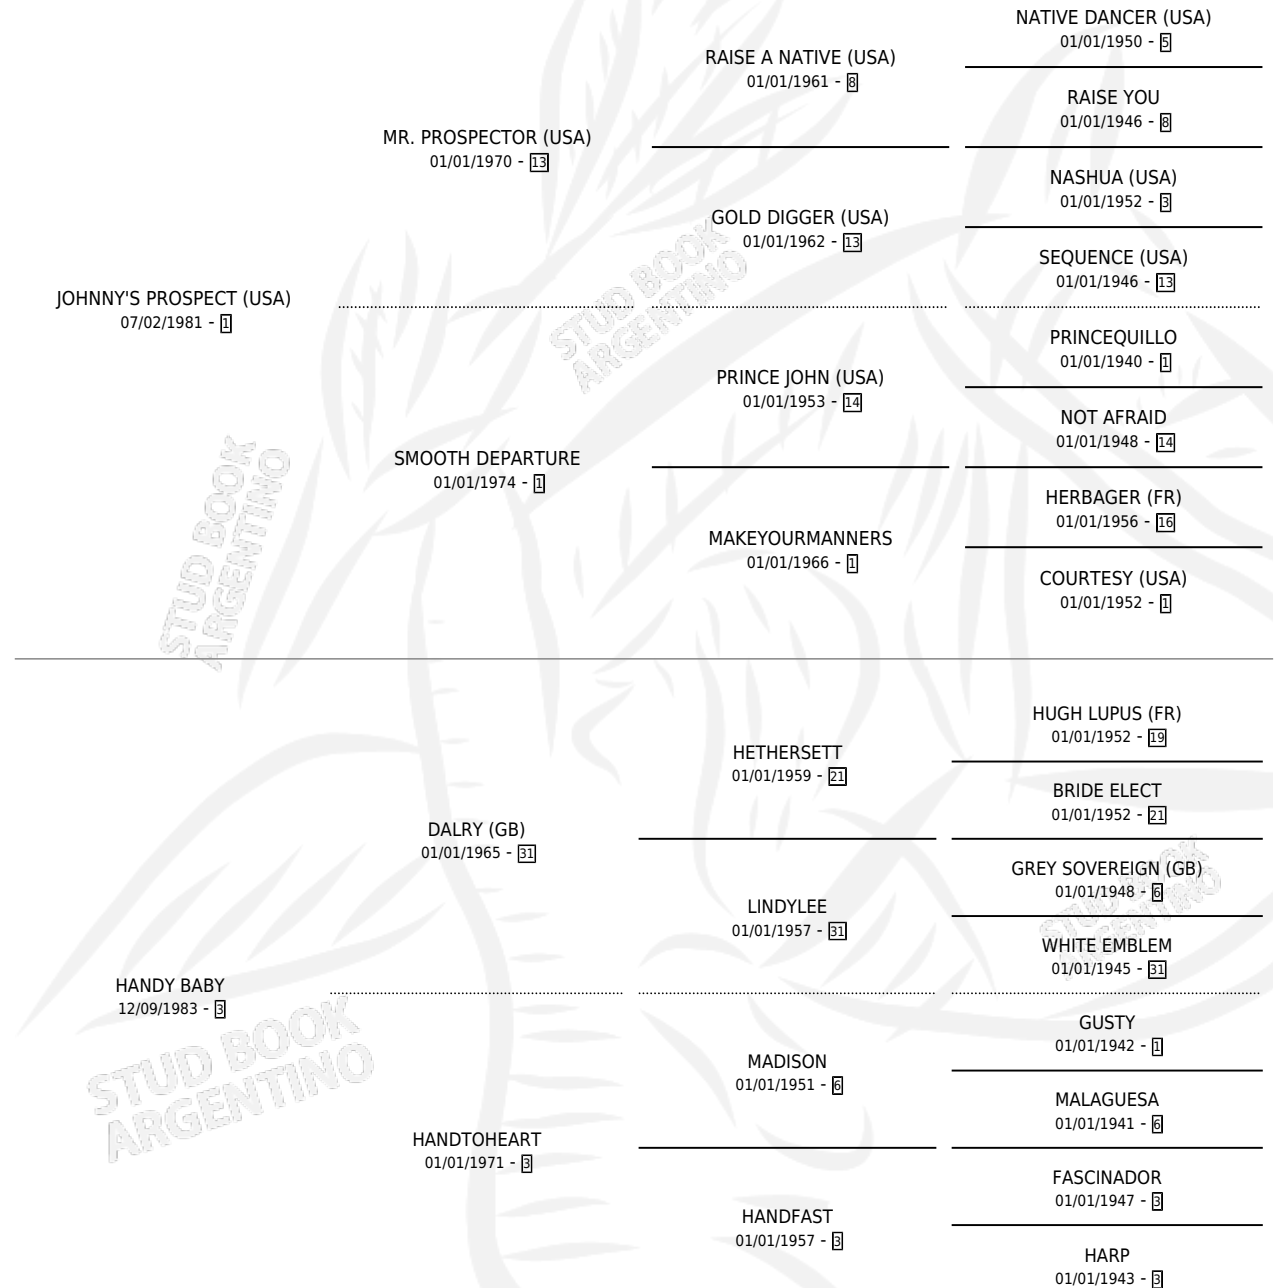 NATIVE DANCER (USA)
01/01/1950 - 5
RAISE A NATIVE (USA)
01/01/1961 - 8
RAISE YOU
01/01/1946 - 8
MR. PROSPECTOR (USA)
01/01/1970 - 13
NASHUA (USA)
01/01/1952 - 3
GOLD DIGGER (USA)
01/01/1962 - 13
SEQUENCE (USA)
01/01/1946 - 13
JOHNNY'S PROSPECT (USA)
07/02/1981 - 1
PRINCEQUILLO
01/01/1940 - 1
PRINCE JOHN (USA)
01/01/1953 - 14
NOT AFRAID
01/01/1948 - 14
SMOOTH DEPARTURE
01/01/1974 - 1
HERBAGER (FR)
01/01/1956 - 16
MAKEYOURMANNERS
01/01/1966 - 1
COURTESY (USA)
01/01/1952 - 1
HUGH LUPUS (FR)
01/01/1952 - 19
HETHERSETT
01/01/1959 - 21
BRIDE ELECT
01/01/1952 - 21
DALRY (GB)
01/01/1965 - 31
GREY SOVEREIGN (GB)
01/01/1948 - 6
LINDYLEE
01/01/1957 - 31
WHITE EMBLEM
01/01/1945 - 31
HANDY BABY
12/09/1983 - 3
GUSTY
01/01/1942 - 1
MADISON
01/01/1951 - 6
MALAGUESA
01/01/1941 - 6
HANDTOHEART
01/01/1971 - 3
FASCINADOR
01/01/1947 - 3
HANDFAST
01/01/1957 - 3
HARP
01/01/1943 - 3
STUD BOOK
ARGENTINO
STUD BOOK
ARGENTINO
STUD BOOK
ARGENTINO
STUD BOOK
ARGENTINO